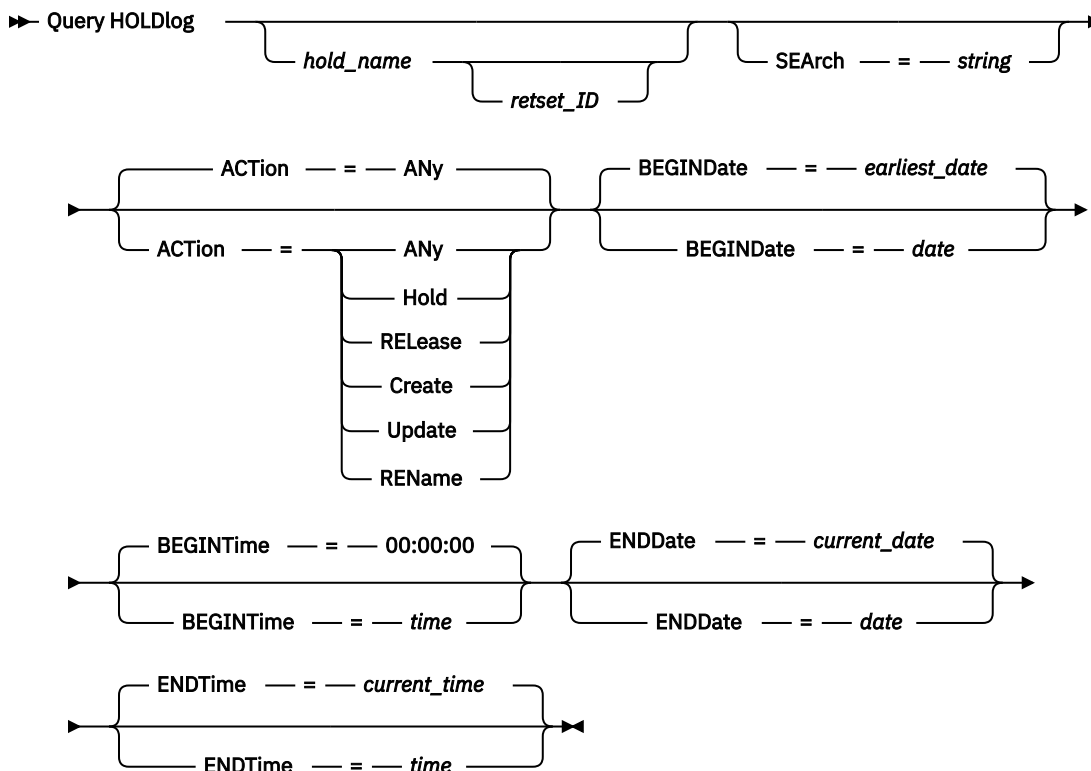 Query HOLDlog
hold_name
retset_ID
SEArch = string
ACTion = ANy
BEGINDate = earliest_date
ACTion = ANy
BEGINDate = date
Hold
RELease
Create
Update
REName
BEGINTime = 00:00:00
ENDDate = current_date
BEGINTime = time
ENDDate = date
ENDTime = current_time
ENDTime = time